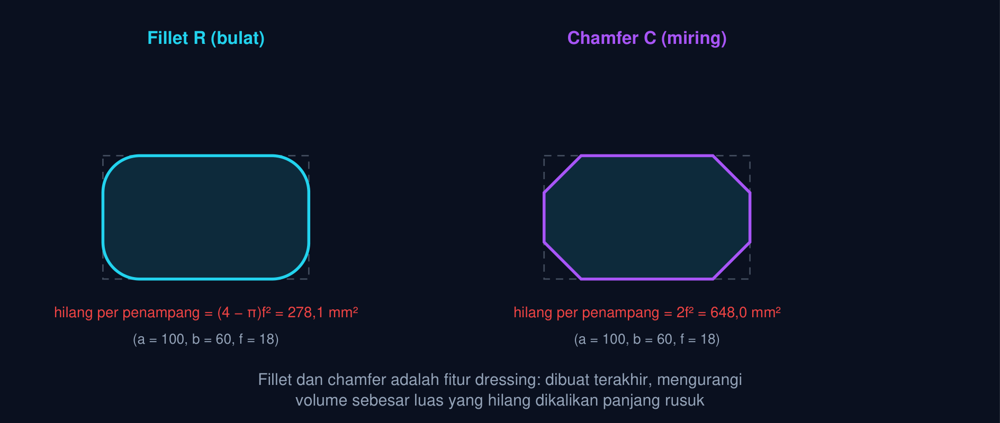 Fillet R (bulat)
Chamfer C (miring)
hilang per penampang = (4 − π)f² = 278,1 mm²
(a = 100, b = 60, f = 18)
hilang per penampang = 2f² = 648,0 mm²
(a = 100, b = 60, f = 18)
Fillet dan chamfer adalah fitur dressing: dibuat terakhir, mengurangi
volume sebesar luas yang hilang dikalikan panjang rusuk